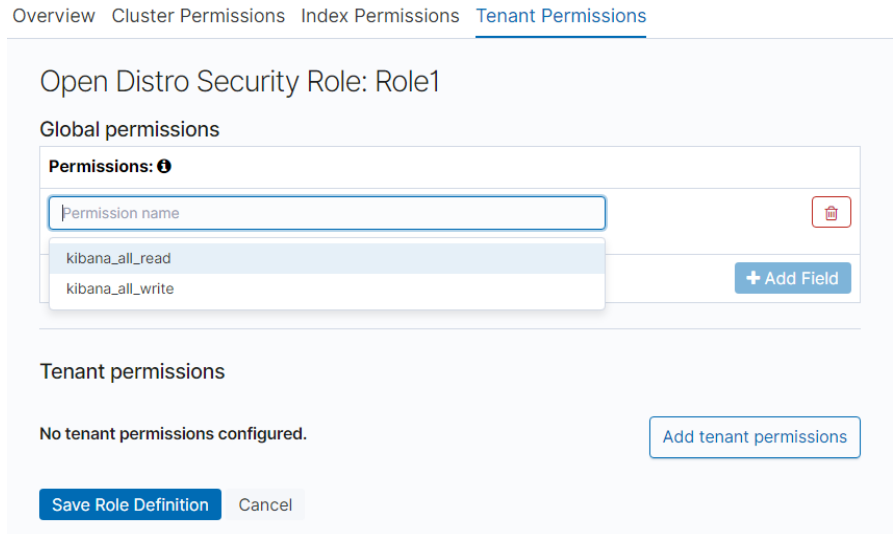 Overview Cluster Permissions Index Permissions Tenant Permissions
Open Distro Security Role: Role1
Global permissions
Permissions:
Permission name
kibana_all_read
kibana_all_write
Add Field
Tenant permissions
No tenant permissions configured.
Add tenant permissions
Save Role Definition Cancel